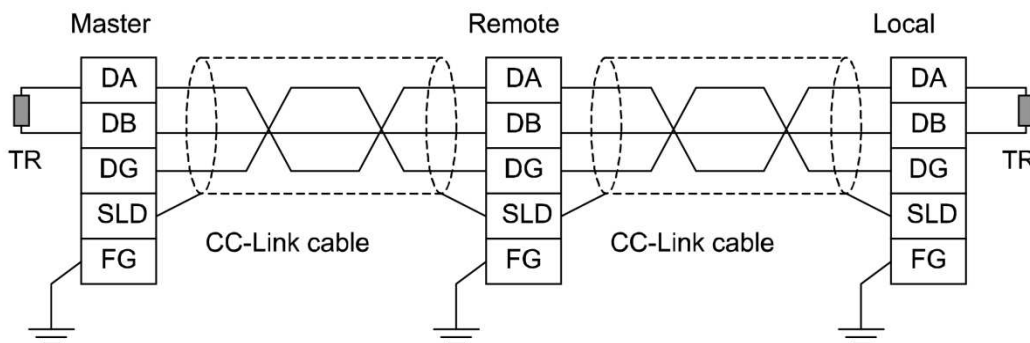 Master Remote Local
DA DA DA
DB DB DB
TR DG DG DG TR
SLD SLD SLD
CC-Link cable CC-Link cable
FG FG FG